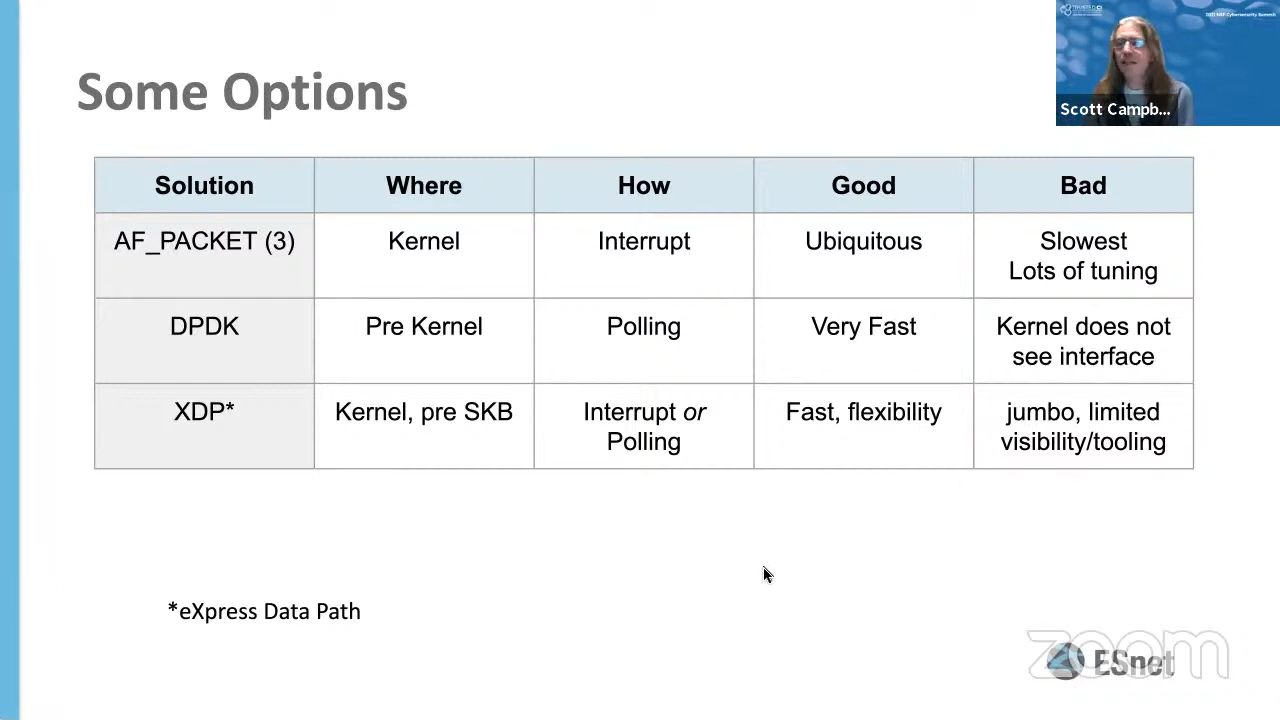 Some Options
Scott Campb...
Solution Where How Good Bad
AF_PACKET (3) Kernel Interrupt Ubiquitous Slowest
Lots of tuning
DPDK Pre Kernel Polling Very Fast Kernel does not
see interface
XDP* Kernel, pre SKB Interrupt or Fast, flexibility jumbo, limited
Polling visibility/tooling
*eXpress Data Path
zoom
ESnet